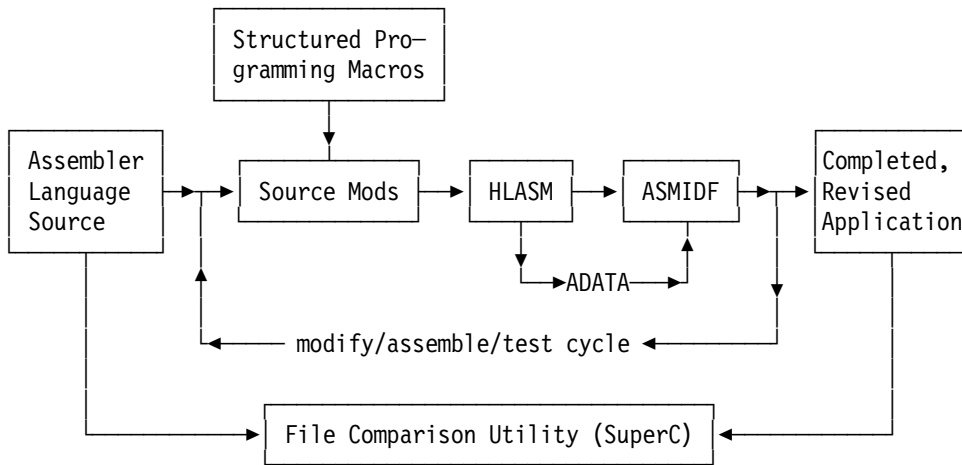 Structured Pro—
gramming Macros
Assembler
Language
Source
Source Mods
HLASM
ASMIDF
Completed,
Revised
Application
ADATA
modify/assemble/test cycle
File Comparison Utility (SuperC)